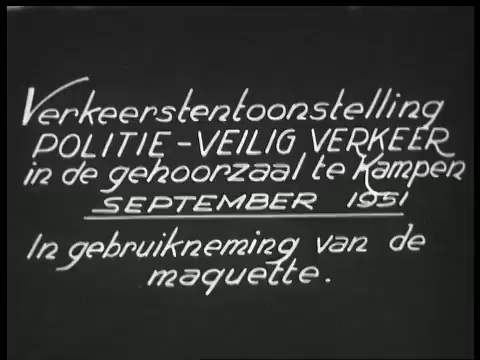 Verkeerstentoonstelling
POLITIE - VEILIG VERKEER
in de gehoorzaal te Kampen
SEPTEMBER 1951
In gebruikneming van de
maquette.